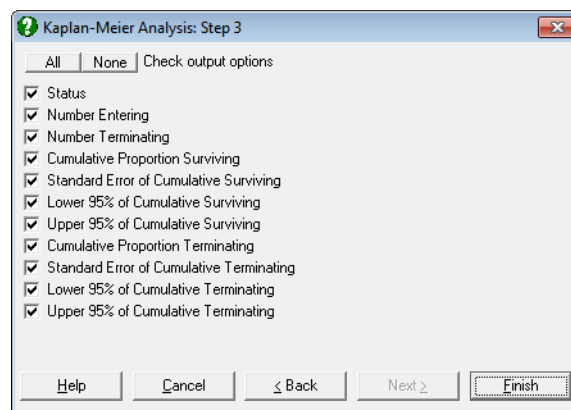 Kaplan-Meier Analysis: Step 3
All None Check output options
Status
Number Entering
Number Terminating
Cumulative Proportion Surviving
Standard Error of Cumulative Surviving
Lower 95% of Cumulative Surviving
Upper 95% of Cumulative Surviving
Cumulative Proportion Terminating
Standard Error of Cumulative Terminating
Lower 95% of Cumulative Terminating
Upper 95% of Cumulative Terminating
Help Cancel < Back Next > Finish